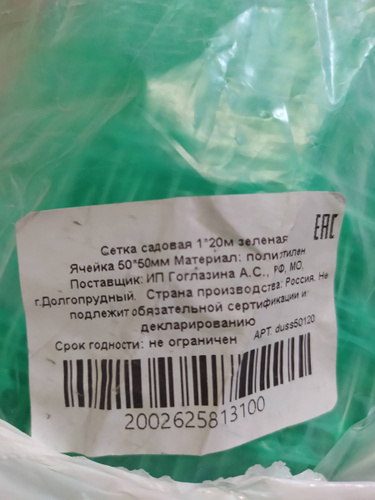 Сетка садовая 1*20м зеленая
Ячейка 50*50мм Материал: полиэтилен
Поставщик: ИП Гоглазина А.С., РФ, МО,
г.Долгопрудный. Страна производства: Россия. Не
подлежит обязательной сертификации и
декларированию
Срок годности: не ограничен АРТ. duss50120
2002625813100
EAC